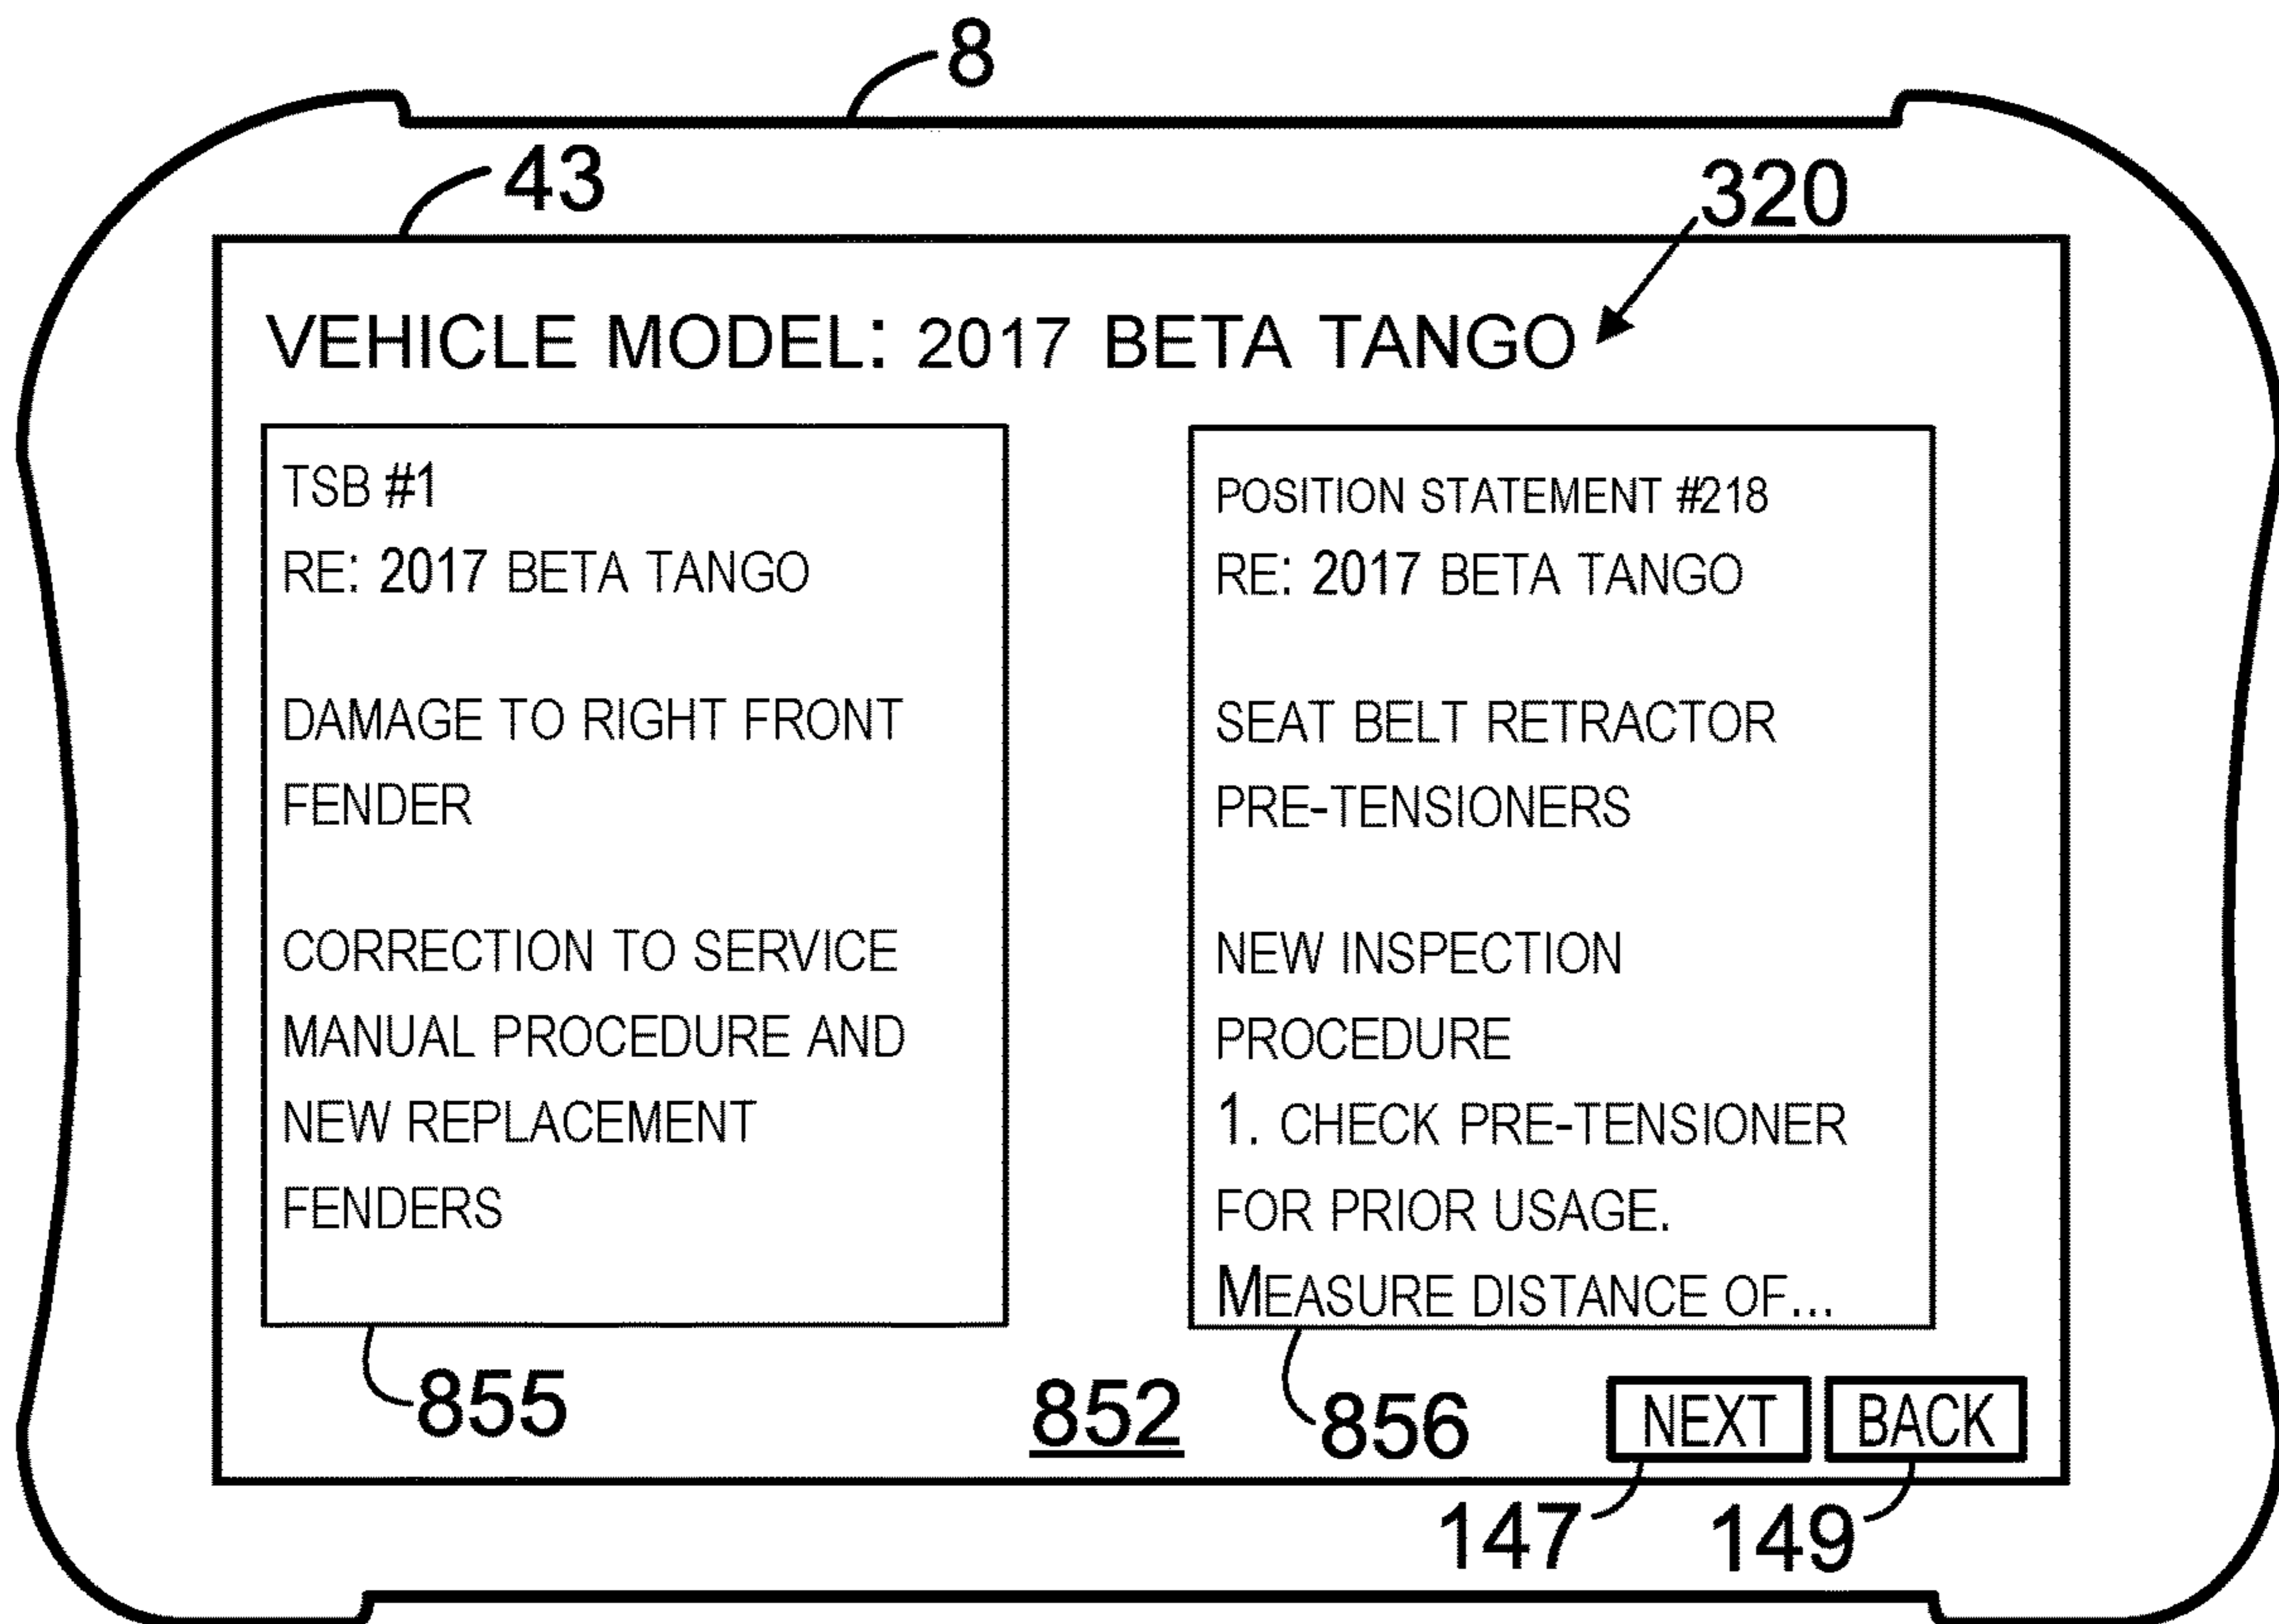 8
43
320
VEHICLE MODEL: 2017 BETA TANGO
TSB #1
RE: 2017 BETA TANGO
DAMAGE TO RIGHT FRONT
FENDER
CORRECTION TO SERVICE
MANUAL PROCEDURE AND
NEW REPLACEMENT
FENDERS
POSITION STATEMENT #218
RE: 2017 BETA TANGO
SEAT BELT RETRACTOR
PRE-TENSIONERS
NEW INSPECTION
PROCEDURE
1. CHECK PRE-TENSIONER
FOR PRIOR USAGE.
MEASURE DISTANCE OF...
855
852
856
NEXT
BACK
147
149